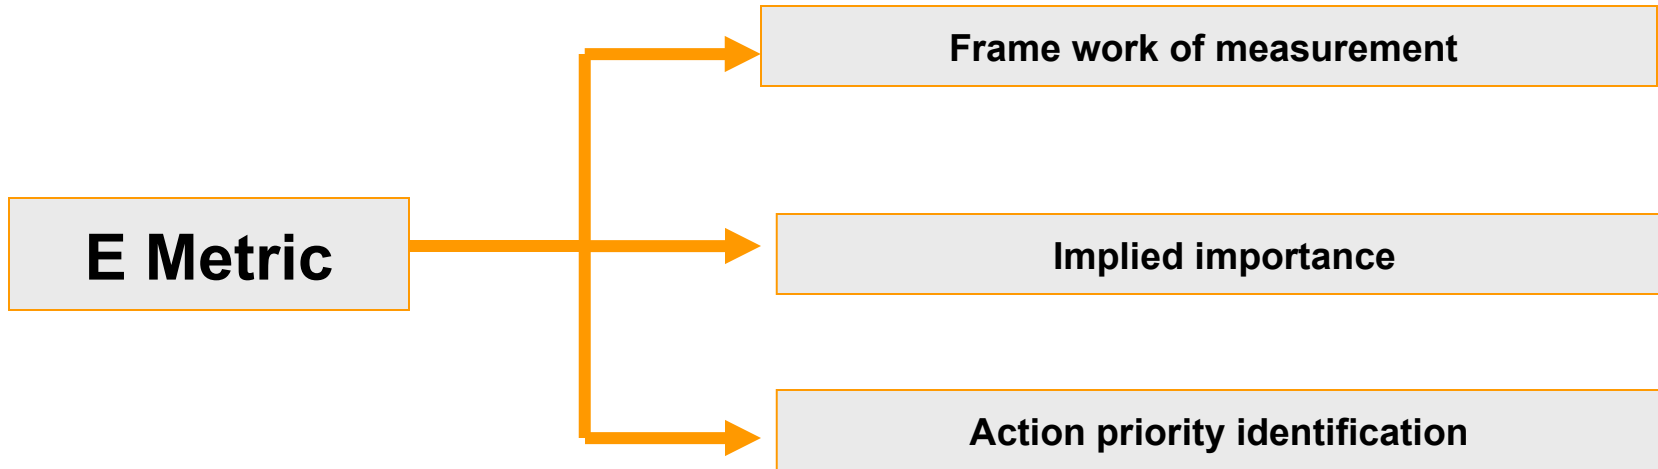 Frame work of measurement
E Metric
Implied importance
Action priority identification